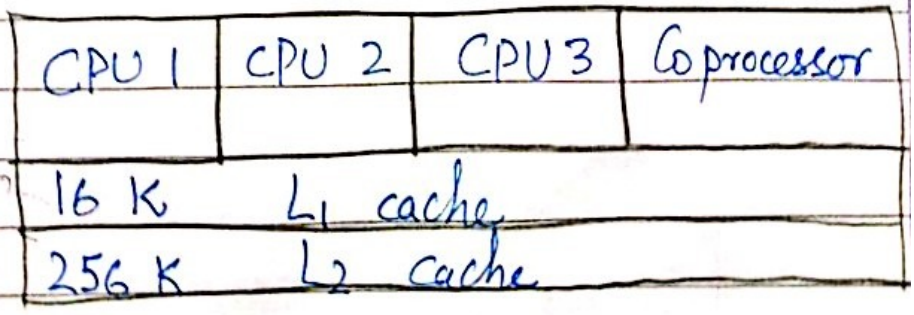 CPU 1 CPU 2 CPU 3 Coprocessor
16 K L1 cache
256 K L2 cache